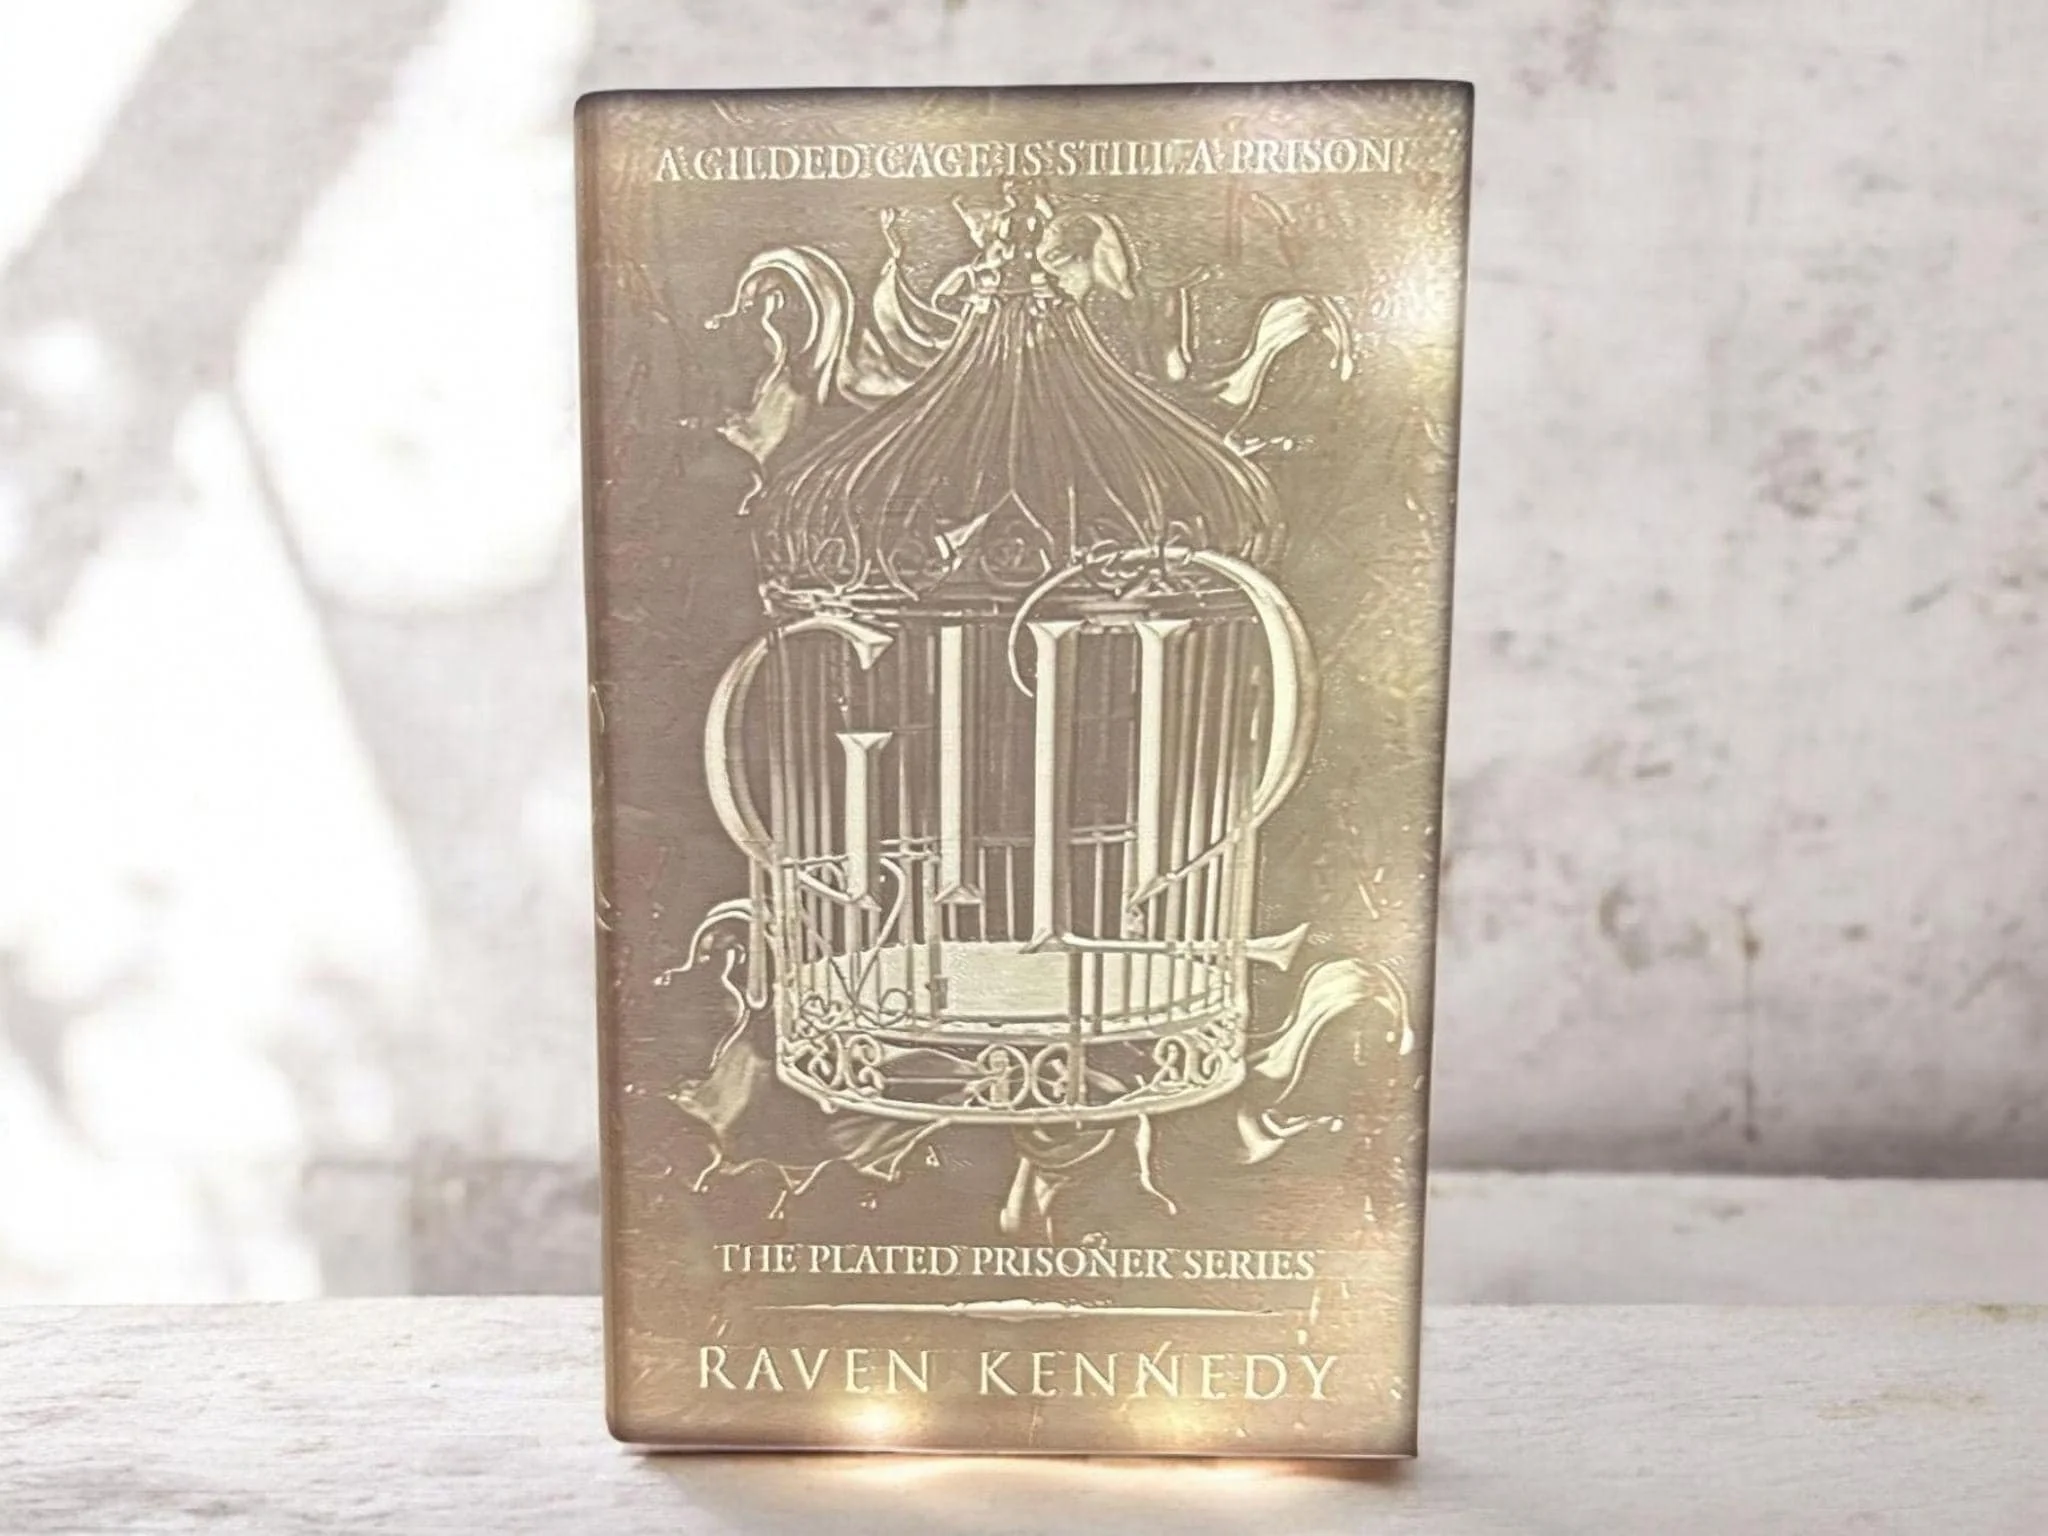 A GILDED CAGE IS STILL A PRISON
GILD
THE PLATED PRISONER SERIES
RAVEN KENNEDY